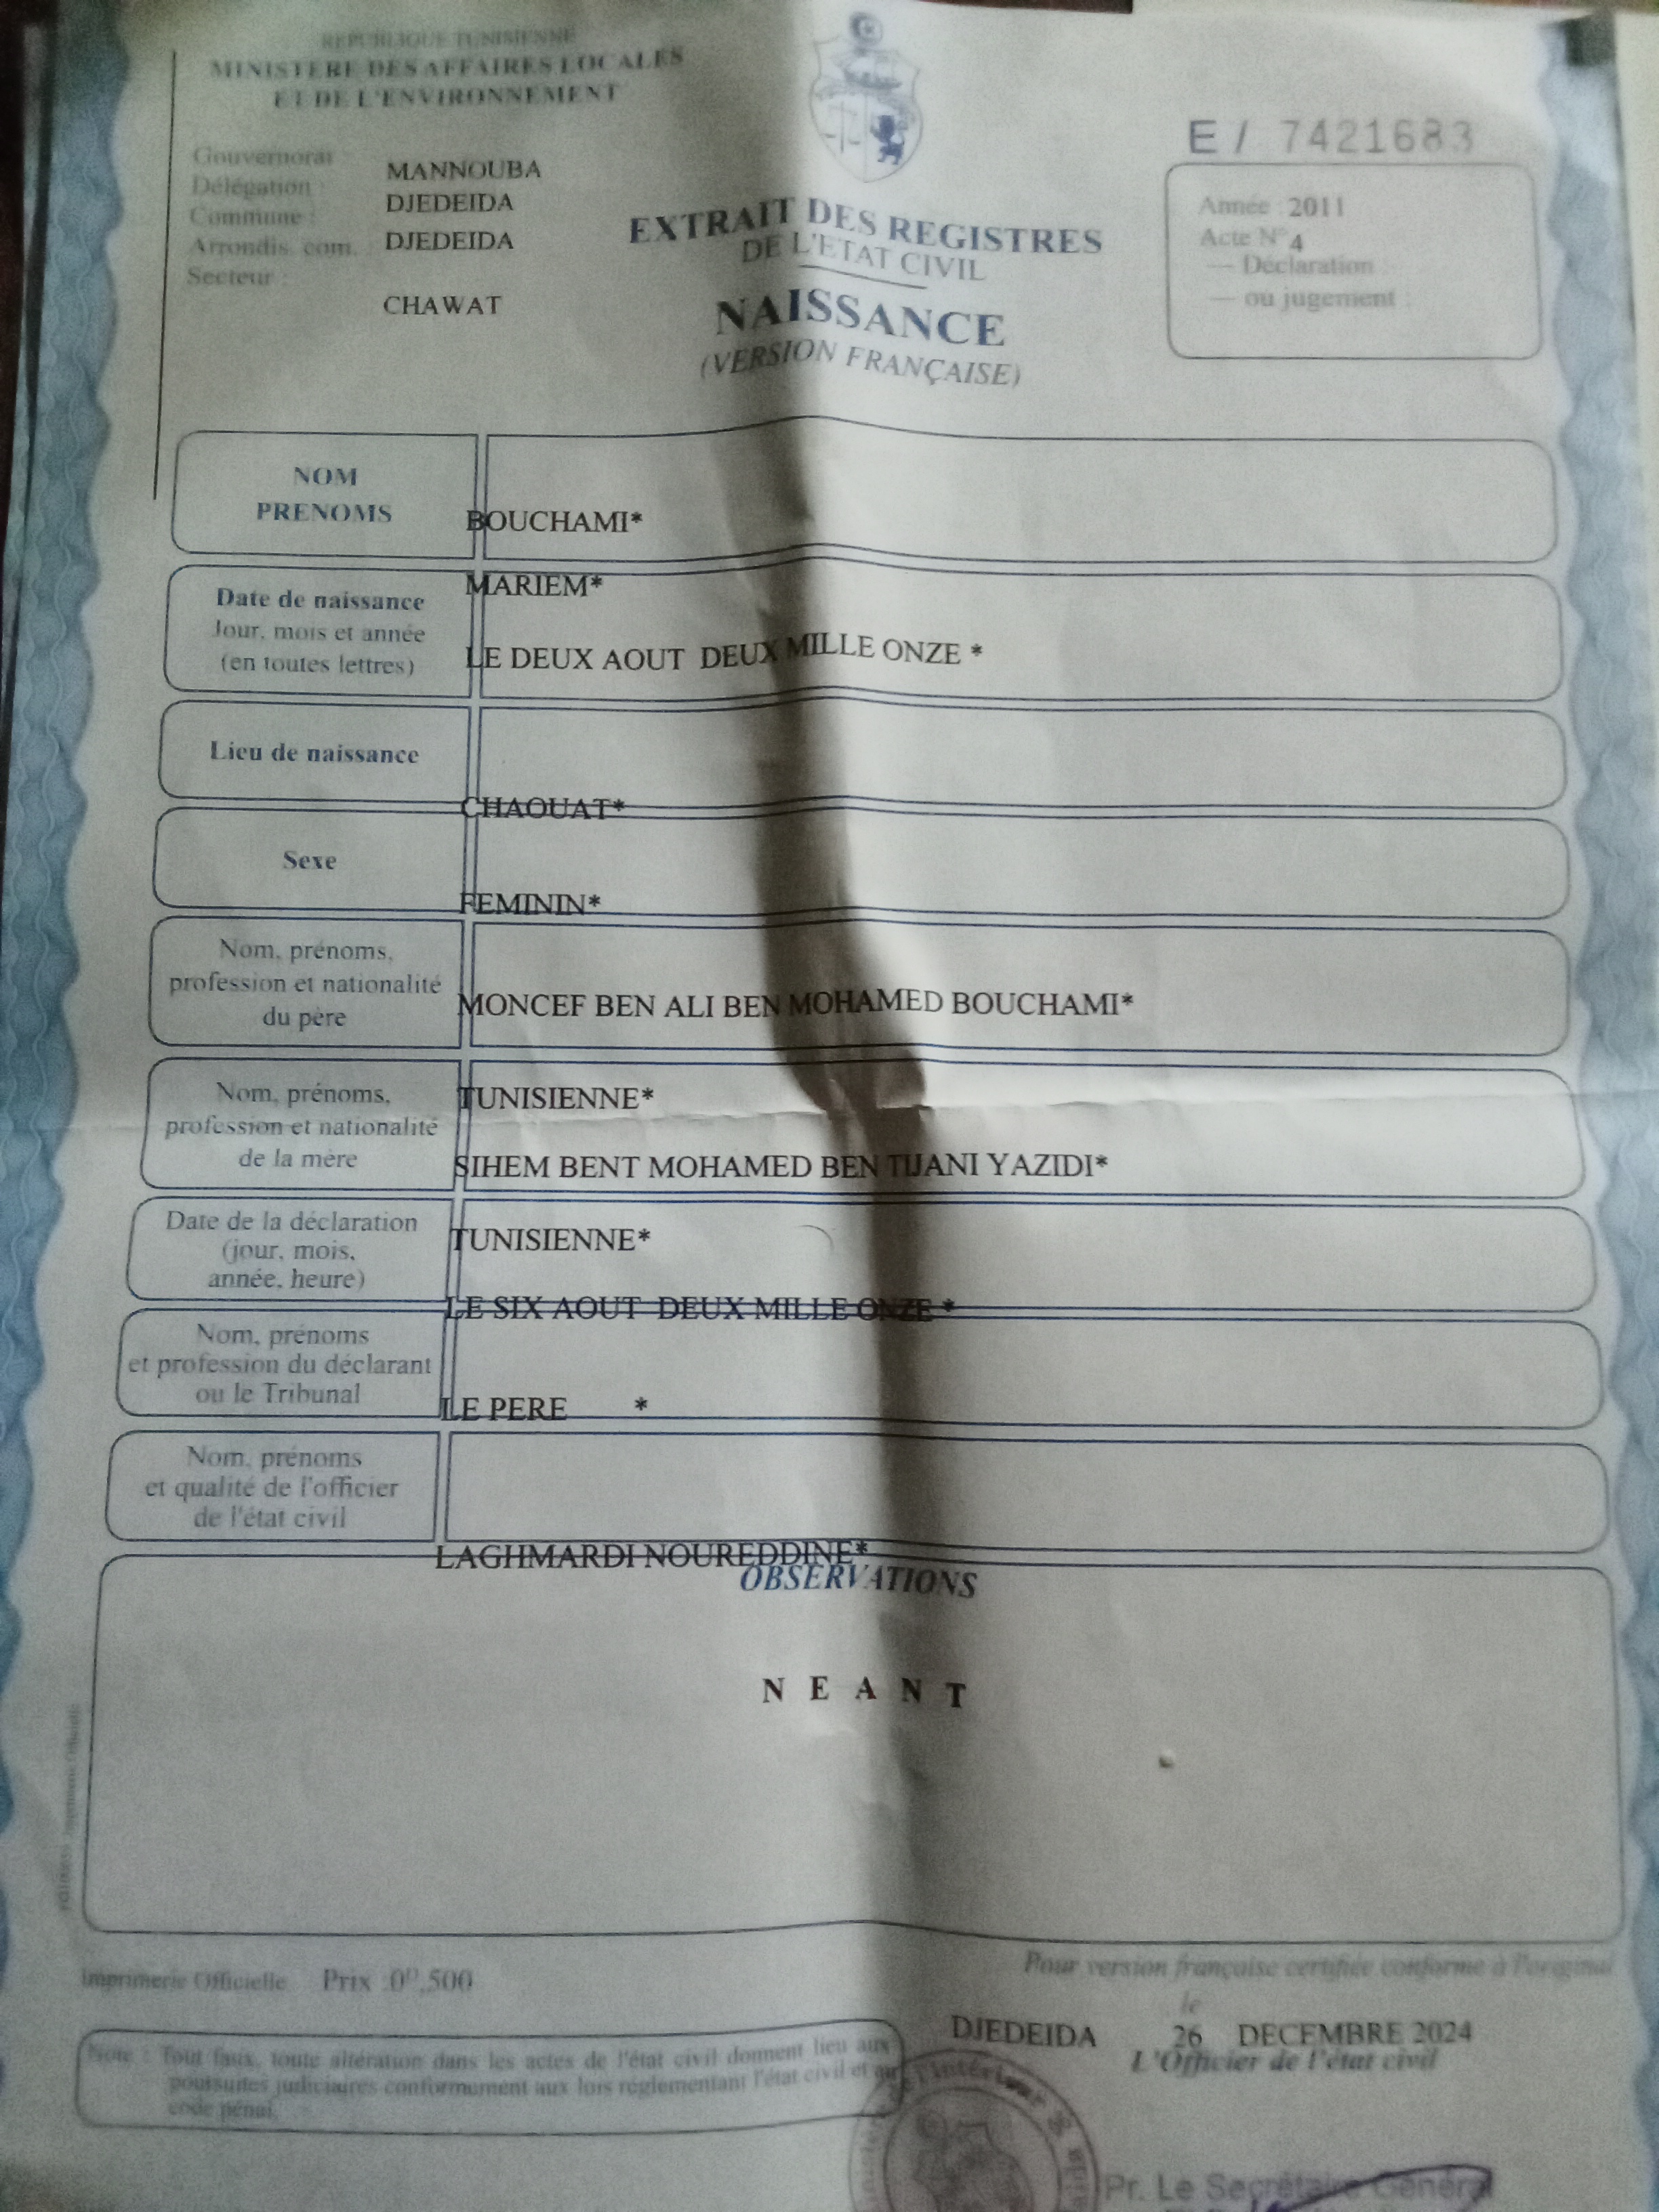 REPUBLIQUE TUNISIENNE
MINISTERE DES AFFAIRES LOCALES
ET DE L'ENVIRONNEMENT
Gouvernorat : MANNOUBA
Délégation : DJEDEIDA
Commune :
Arrondis. com. : DJEDEIDA
Secteur :
CHAWAT
E / 7421683
Année : 2011
Acte N° 4
— Déclaration :
— ou jugement :
EXTRAIT DES REGISTRES
DE L'ETAT CIVIL
NAISSANCE
(VERSION FRANÇAISE)
NOM
PRENOMS
BOUCHAMI*
MARIEM*
Date de naissance
Jour, mois et année
(en toutes lettres)
LE DEUX AOUT DEUX MILLE ONZE *
Lieu de naissance
CHAOUAT*
Sexe
FEMININ*
Nom, prénoms,
profession et nationalité
du père
MONCEF BEN ALI BEN MOHAMED BOUCHAMI*
TUNISIENNE*
Nom, prénoms,
profession et nationalité
de la mère
SIHEM BENT MOHAMED BEN TIJANI YAZIDI*
TUNISIENNE*
Date de la déclaration
(jour, mois,
année, heure)
LE SIX AOUT DEUX MILLE ONZE *
Nom, prénoms
et profession du déclarant
ou le Tribunal
LE PERE *
Nom, prénoms
et qualité de l'officier
de l'état civil
LAGHMARDI NOUREDDINE*
OBSERVATIONS
N E A N T
Imprimerie Officielle Prix :0ᴰ,500
Pour version française certifiée conforme à l'original
le
DJEDEIDA 26 DECEMBRE 2024
L'Officier de l'état civil
Note : Tout faux, toute altération dans les actes de l'état civil donnent lieu aux
poursuites judiciaires conformément aux lois réglementant l'état civil et au
code pénal.
de l'intérieur
Pr. Le Secrétaire Général